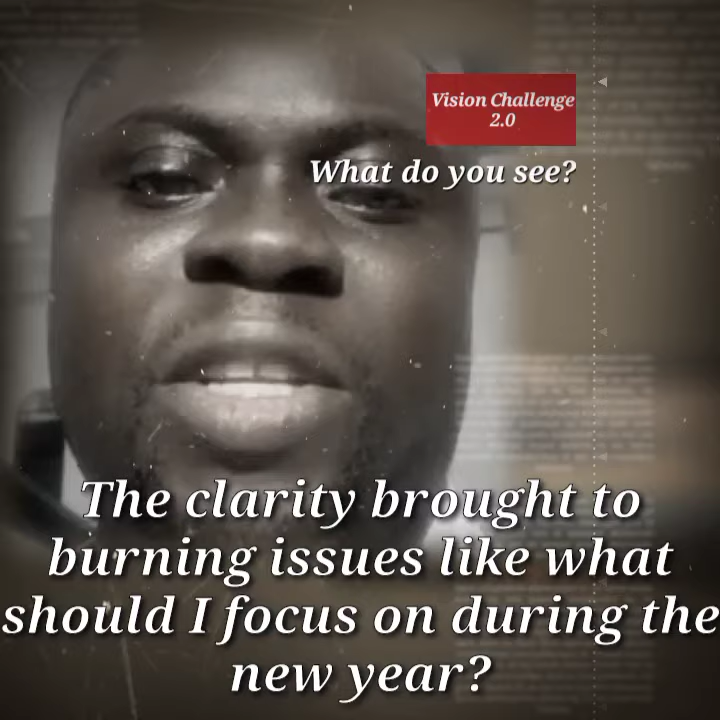 Vision Challenge
2.0
What do you see?
The clarity brought to
burning issues like what
should I focus on during the
new year?